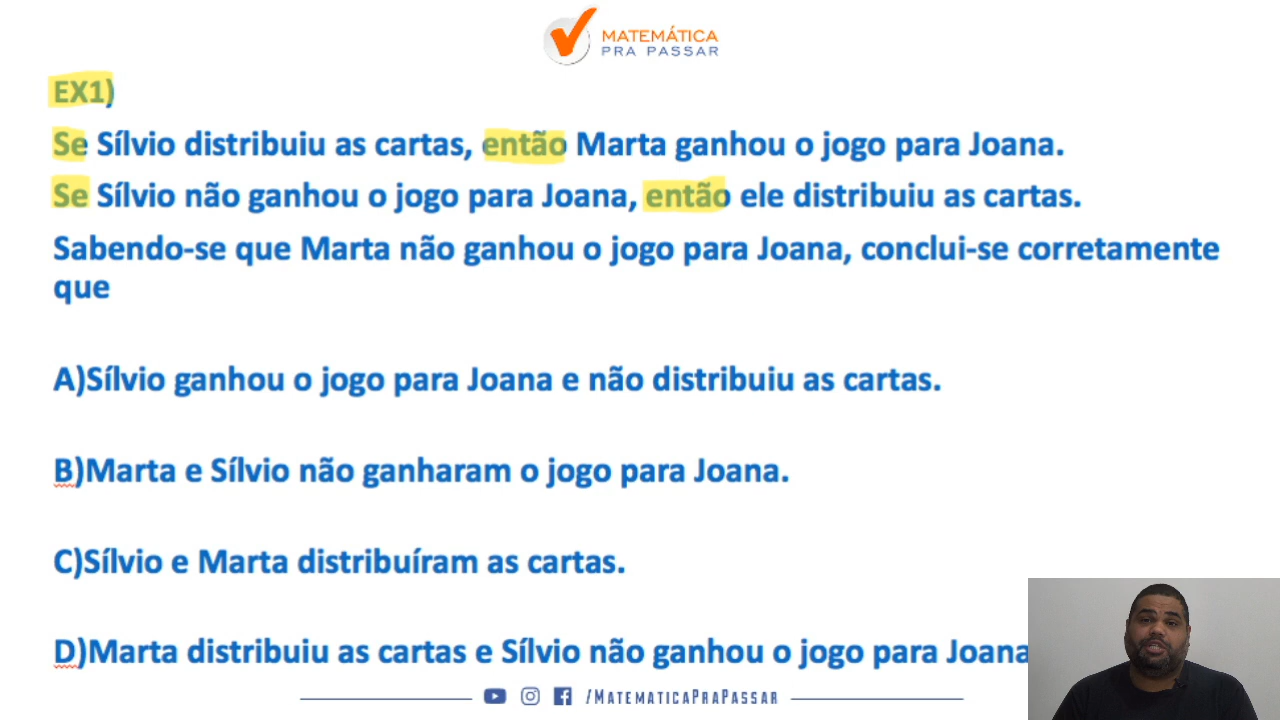 MATEMÁTICA
PRA PASSAR
EX1)
Se Sílvio distribuiu as cartas, então Marta ganhou o jogo para Joana.
Se Sílvio não ganhou o jogo para Joana, então ele distribuiu as cartas.
Sabendo-se que Marta não ganhou o jogo para Joana, conclui-se corretamente
que
A)Sílvio ganhou o jogo para Joana e não distribuiu as cartas.
B)Marta e Sílvio não ganharam o jogo para Joana.
C)Sílvio e Marta distribuíram as cartas.
D)Marta distribuiu as cartas e Sílvio não ganhou o jogo para Joana
/MATEMATICAPRAPASSAR